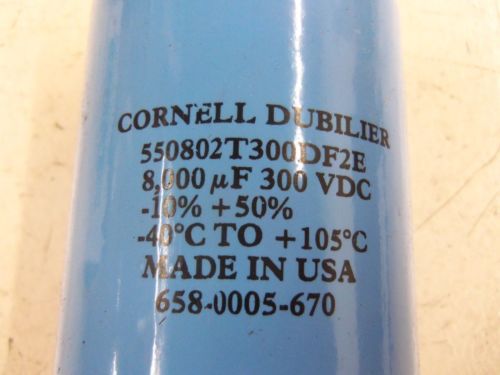 CORNELL DUBILIER
550802T300DF2E
8,000 µF 300 VDC
-10% +50%
-40°C TO +105°C
MADE IN USA
658-0005-670